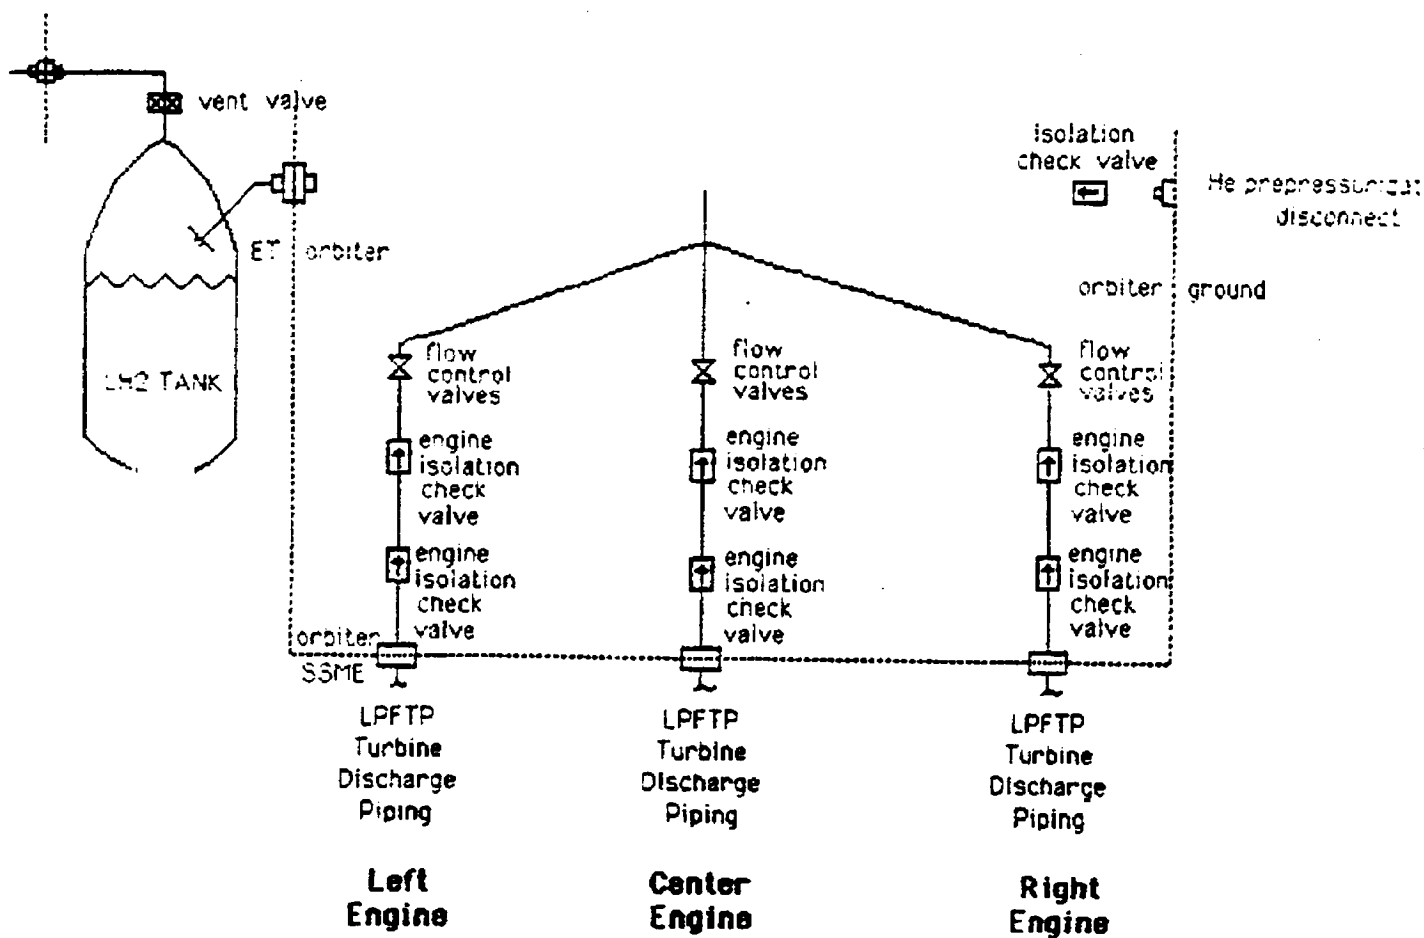 vent valve
isolation
check valve
He prepressurizat
disconnect
ET orbiter
orbiter ground
LH2 TANK
flow
control
valves
flow
control
valves
flow
control
valves
engine
isolation
check
valve
engine
isolation
check
valve
engine
isolation
check
valve
engine
isolation
check
valve
engine
isolation
check
valve
engine
isolation
check
valve
orbiter
SSME
LPFTP
Turbine
Discharge
Piping
LPFTP
Turbine
Discharge
Piping
LPFTP
Turbine
Discharge
Piping
Left
Engine
Center
Engine
Right
Engine